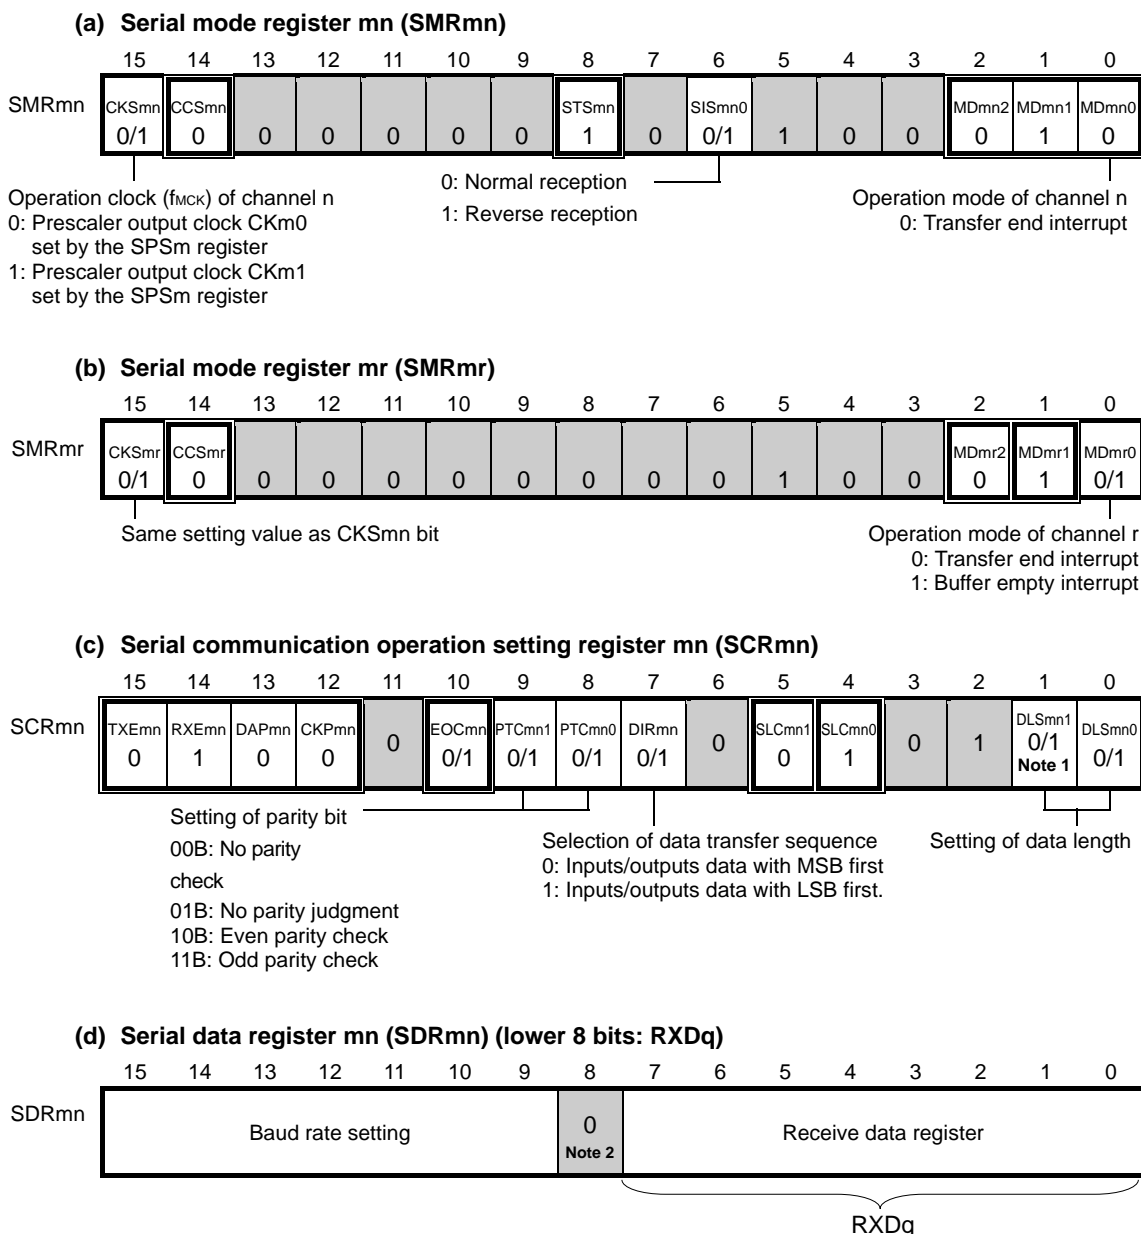 (a) Serial mode register mn (SMRmn)
15 14 13 12 11 10 9 8 7 6 5 4 3 2 1 0
SMRmn
CKSmn CCSmn STSmn SISmn0 MDmn2 MDmn1 MDmn0
0/1 0 0 0 0 0 0 1 0 0/1 1 0 0 0 1 0
Operation clock (fMCK) of channel n
0: Prescaler output clock CKm0
set by the SPSm register
1: Prescaler output clock CKm1
set by the SPSm register
0: Normal reception
1: Reverse reception
Operation mode of channel n
0: Transfer end interrupt
(b) Serial mode register mr (SMRmr)
15 14 13 12 11 10 9 8 7 6 5 4 3 2 1 0
SMRmr
CKSmr CCSmr MDmr2 MDmr1 MDmr0
0/1 0 0 0 0 0 0 0 0 0 1 0 0 0 1 0/1
Same setting value as CKSmn bit
Operation mode of channel r
0: Transfer end interrupt
1: Buffer empty interrupt
(c) Serial communication operation setting register mn (SCRmn)
15 14 13 12 11 10 9 8 7 6 5 4 3 2 1 0
SCRmn
TXEmn RXEmn DAPmn CKPmn EOCmn PTCmn1 PTCmn0 DIRmn SLCmn1 SLCmn0 DLSmn1 DLSmn0
0 1 0 0 0 0/1 0/1 0/1 0/1 0 0 1 0 1 0/1 0/1
Note 1
Setting of parity bit
00B: No parity
check
01B: No parity judgment
10B: Even parity check
11B: Odd parity check
Selection of data transfer sequence
0: Inputs/outputs data with MSB first
1: Inputs/outputs data with LSB first.
Setting of data length
(d) Serial data register mn (SDRmn) (lower 8 bits: RXDq)
15 14 13 12 11 10 9 8 7 6 5 4 3 2 1 0
SDRmn
Baud rate setting 0 Receive data register
Note 2
RXDq